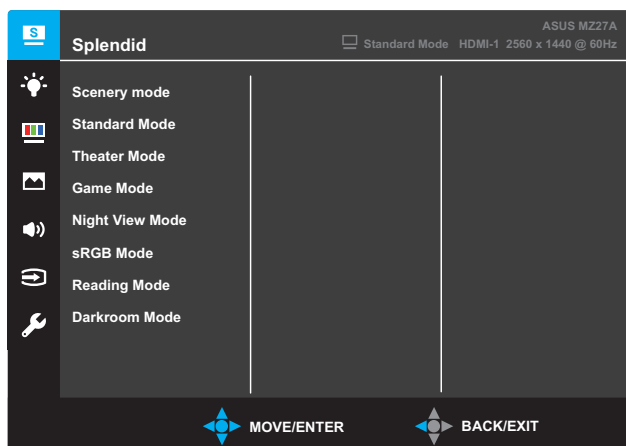 S
ASUS MZ27A
Splendid
Standard Mode HDMI-1 2560 x 1440 @ 60Hz
Scenery mode
Standard Mode
Theater Mode
Game Mode
Night View Mode
sRGB Mode
Reading Mode
Darkroom Mode
MOVE/ENTER
BACK/EXIT